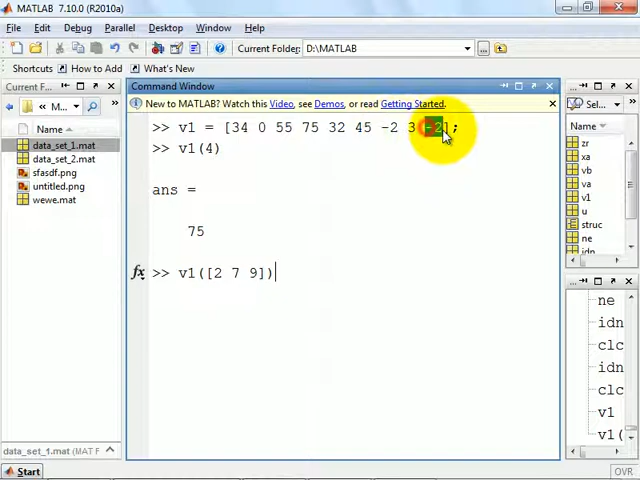 MATLAB 7.10.0 (R2010a)
File Edit Debug Parallel Desktop Window Help
Current Folder: D:\MATLAB
Shortcuts How to Add What's New
Current F...
Name
data_set_1.mat
data_set_2.mat
sfasdf.png
untitled.png
wewe.mat
data_set_1.mat (MAT F
Command Window
New to MATLAB? Watch this Video, see Demos, or read Getting Started.
>> v1 = [34 0 55 75 32 45 -2 3 -2];
>> v1(4)
ans =
75
fx >> v1([2 7 9])
Sel...
Name
zr
xa
vb
va
v1
u
struc
ne
idn
ne
idn
clc
idn
clc
v1
v1(
Start
OVR